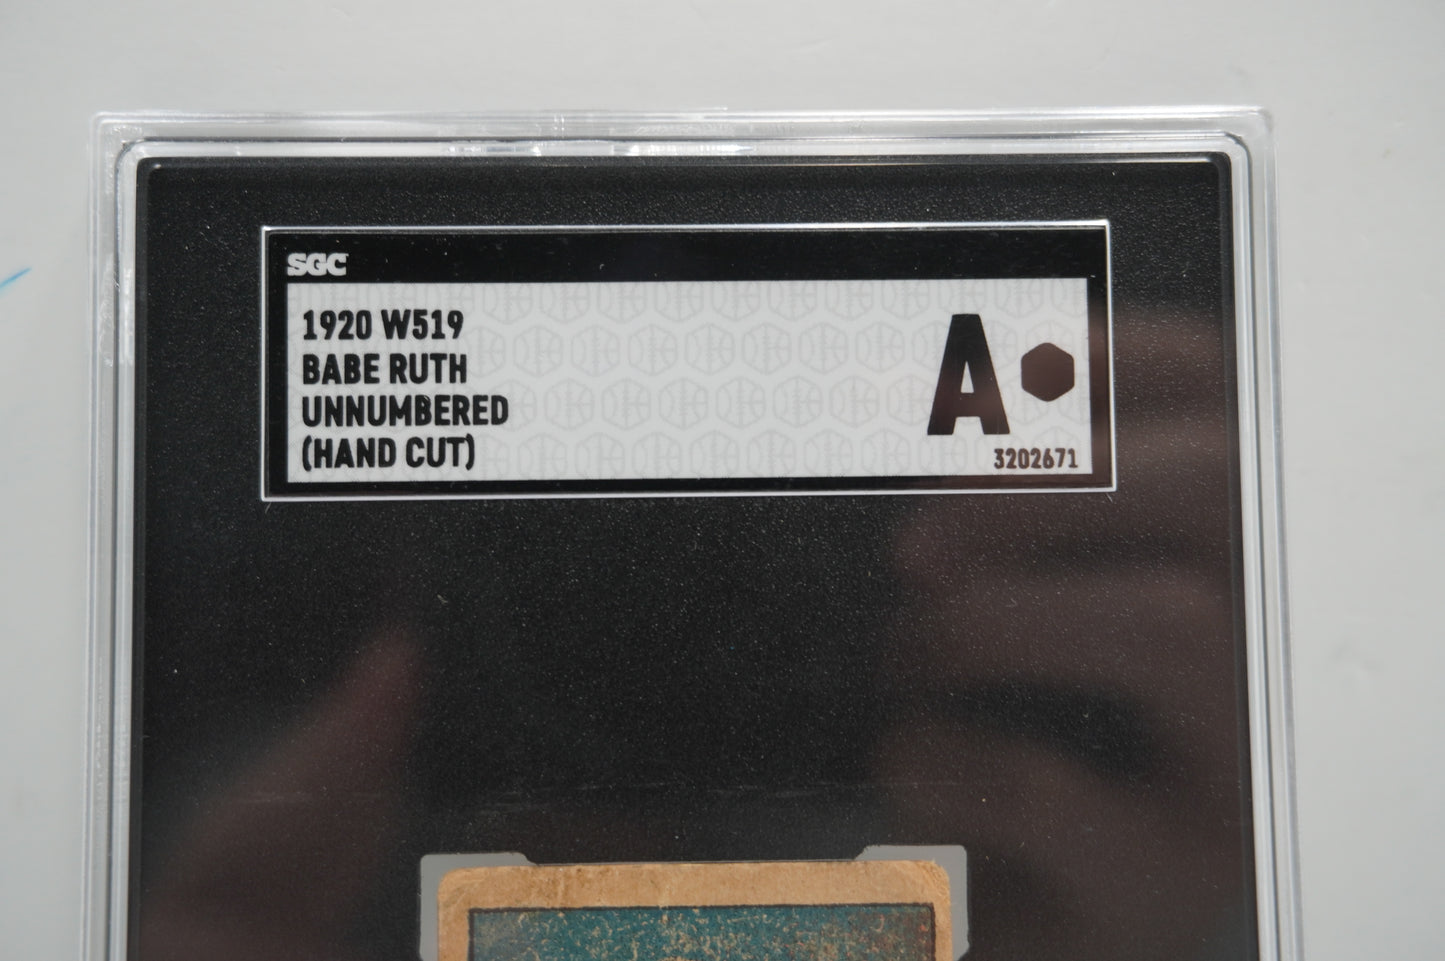 SGC
1920 W519
BABE RUTH
UNNUMBERED
(HAND CUT)
A
3202671